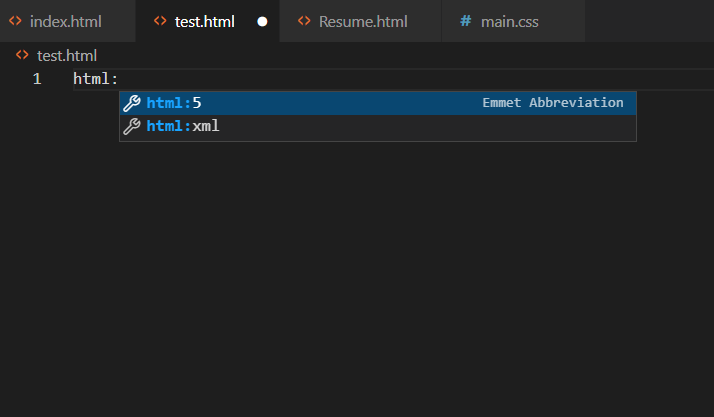 index.html test.html Resume.html # main.css
test.html
1 html:
html:5 Emmet Abbreviation
html:xml